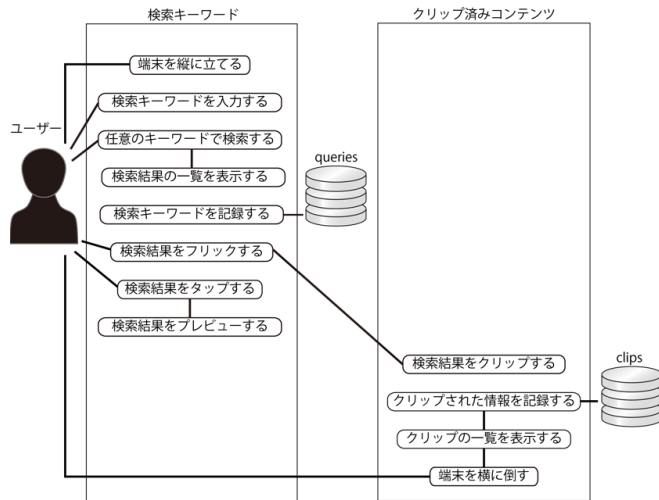 検索キーワード
クリップ済みコンテンツ
端末を縦に立てる
検索キーワードを入力する
ユーザー
任意のキーワードで検索する
queries
検索結果の一覧を表示する
検索キーワードを記録する
検索結果をフリックする
検索結果をタップする
検索結果をプレビューする
検索結果をクリップする
clips
クリップされた情報を記録する
クリップの一覧を表示する
端末を横に倒す